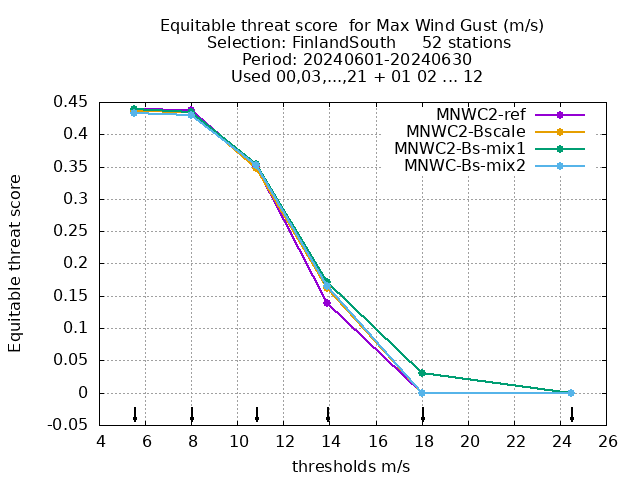 Equitable threat score  for Max Wind Gust (m/s)
Selection: FinlandSouth     52 stations
Period: 20240601-20240630
Used 00,03,...,21 + 01 02 ... 12
MNWC2-ref
MNWC2-Bscale
MNWC2-Bs-mix1
MNWC-Bs-mix2
Equitable threat score
0.45
0.4
0.35
0.3
0.25
0.2
0.15
0.1
0.05
0
-0.05
4 6 8 10 12 14 16 18 20 22 24 26
thresholds m/s